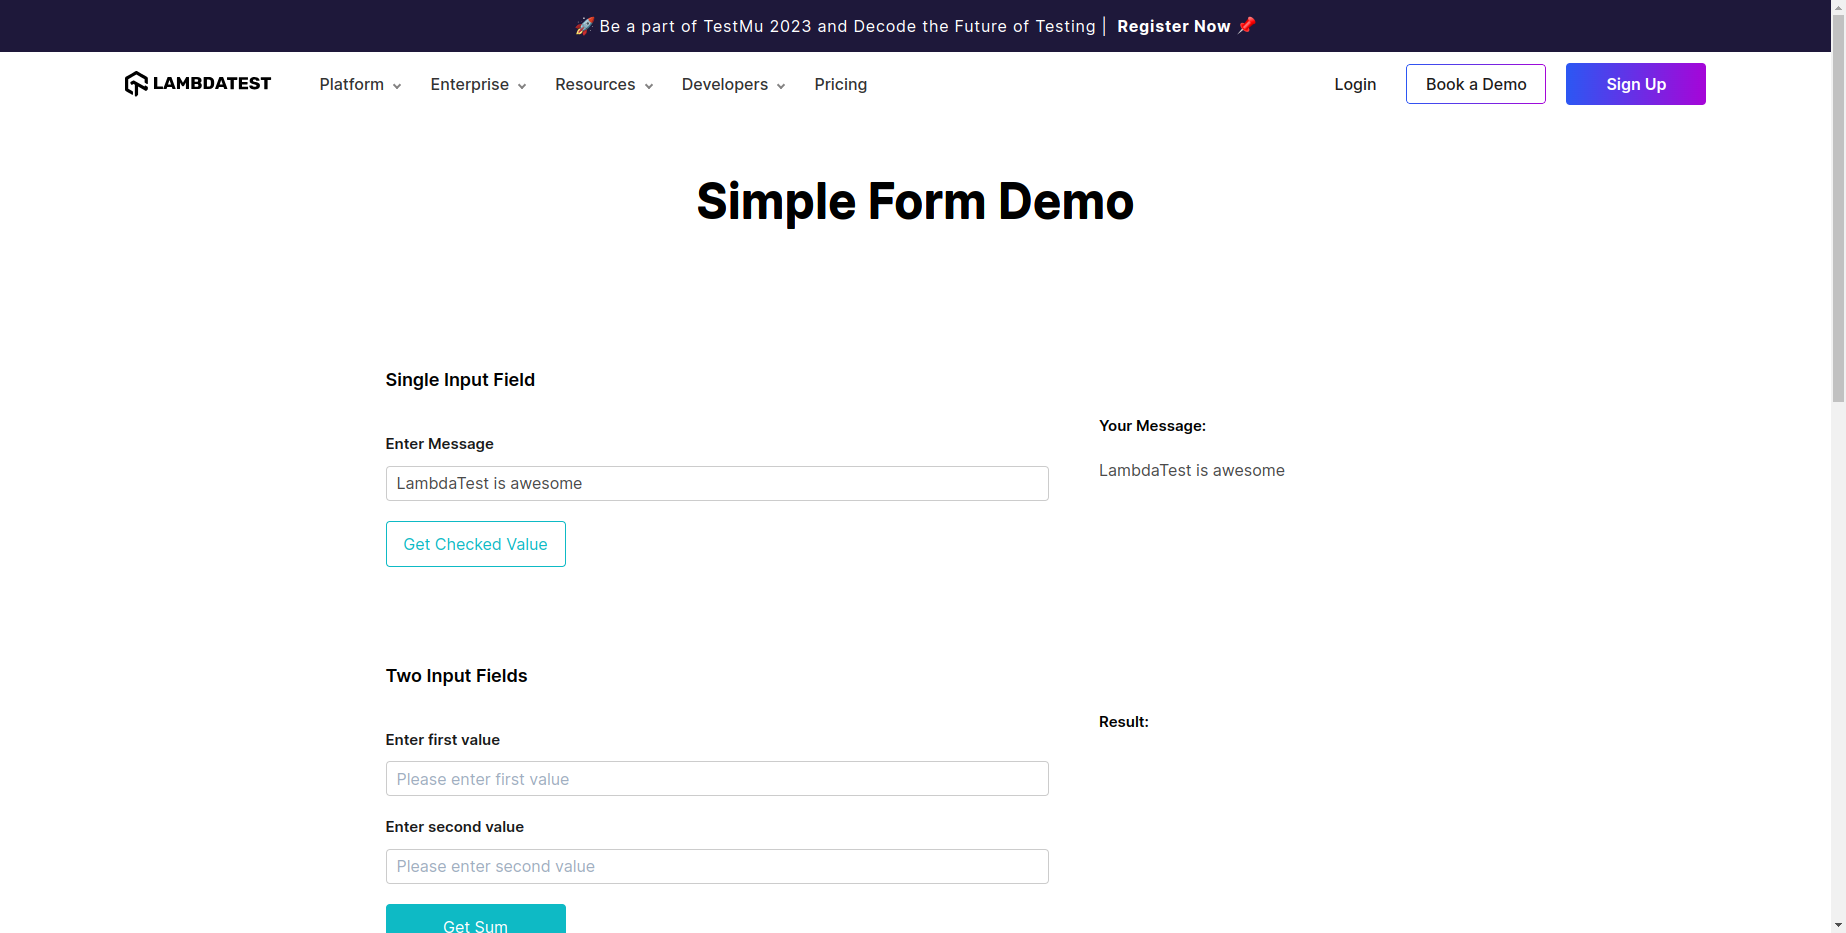 🚀 Be a part of TestMu 2023 and Decode the Future of Testing | Register Now 📌
LAMBDATEST Platform Enterprise Resources Developers Pricing Login Book a Demo Sign Up
Simple Form Demo
Single Input Field
Enter Message
LambdaTest is awesome
Get Checked Value
Your Message:
LambdaTest is awesome
Two Input Fields
Enter first value
Please enter first value
Enter second value
Please enter second value
Get Sum
Result: